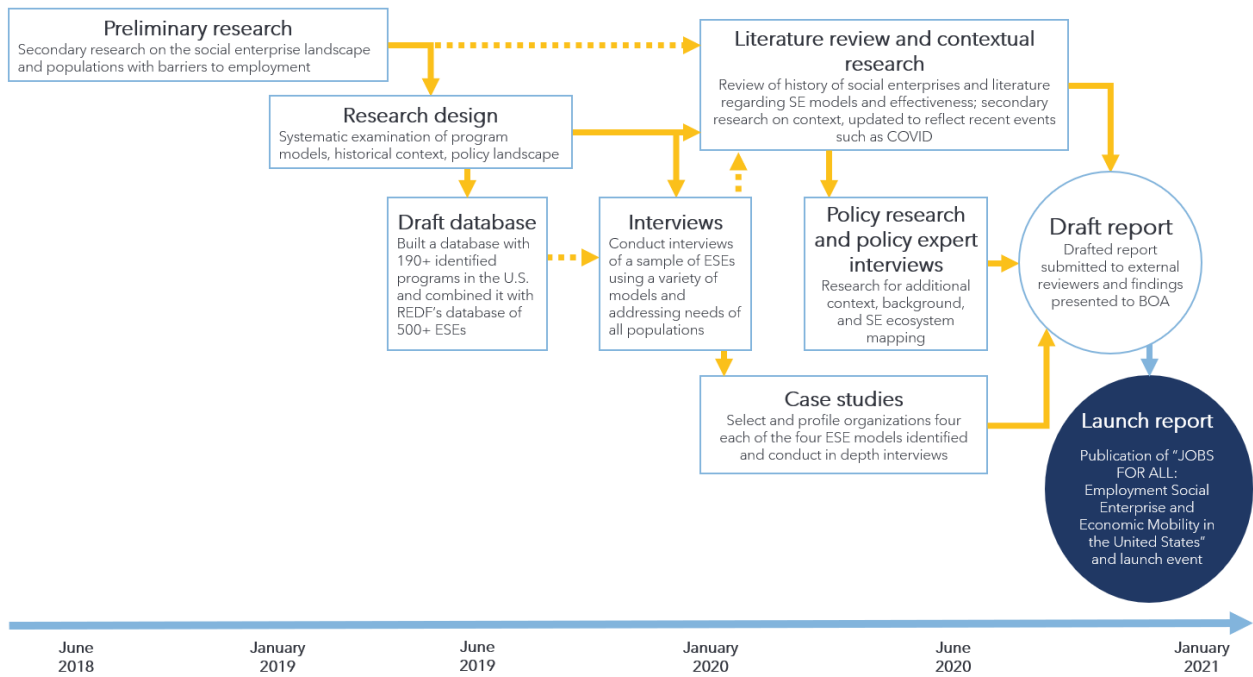 Preliminary research
Secondary research on the social enterprise landscape
and populations with barriers to employment
Research design
Systematic examination of program
models, historical context, policy landscape
Literature review and contextual
research
Review of history of social enterprises and literature
regarding SE models and effectiveness; secondary
research on context, updated to reflect recent events
such as COVID
Draft database
Built a database with
190+ identified
programs in the U.S.
and combined it with
REDF's database of
500+ ESEs
Interviews
Conduct interviews
of a sample of ESEs
using a variety of
models and
addressing needs of
all populations
Policy research
and policy expert
interviews
Research for additional
context, background,
and SE ecosystem
mapping
Draft report
Drafted report
submitted to external
reviewers and findings
presented to BOA
Case studies
Select and profile organizations four
each of the four ESE models identified
and conduct in depth interviews
Launch report
Publication of "JOBS
FOR ALL:
Employment Social
Enterprise and
Economic Mobility in
the United States"
and launch event
June
2018
January
2019
June
2019
January
2020
June
2020
January
2021